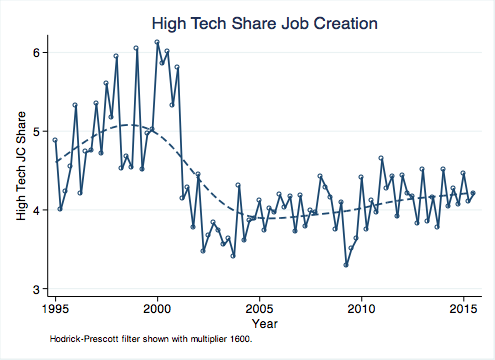 High Tech Share Job Creation
High Tech JC Share
6
5
4
3
1995 2000 2005 2010 2015
Year
Hodrick-Prescott filter shown with multiplier 1600.